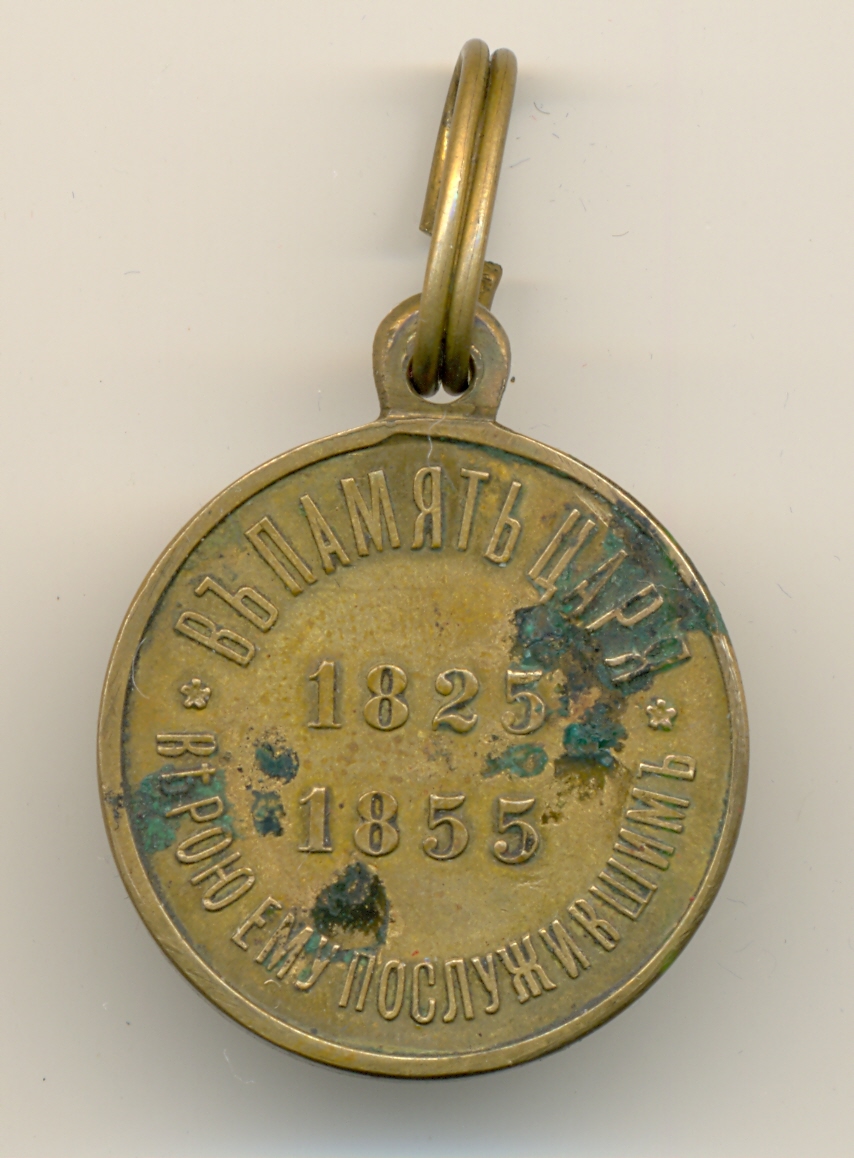 ВЪ ПАМЯТЬ ЦАРЯ
1825
1855
ВѢРОЮ ЕМУ ПОСЛУЖИВШИМЪ